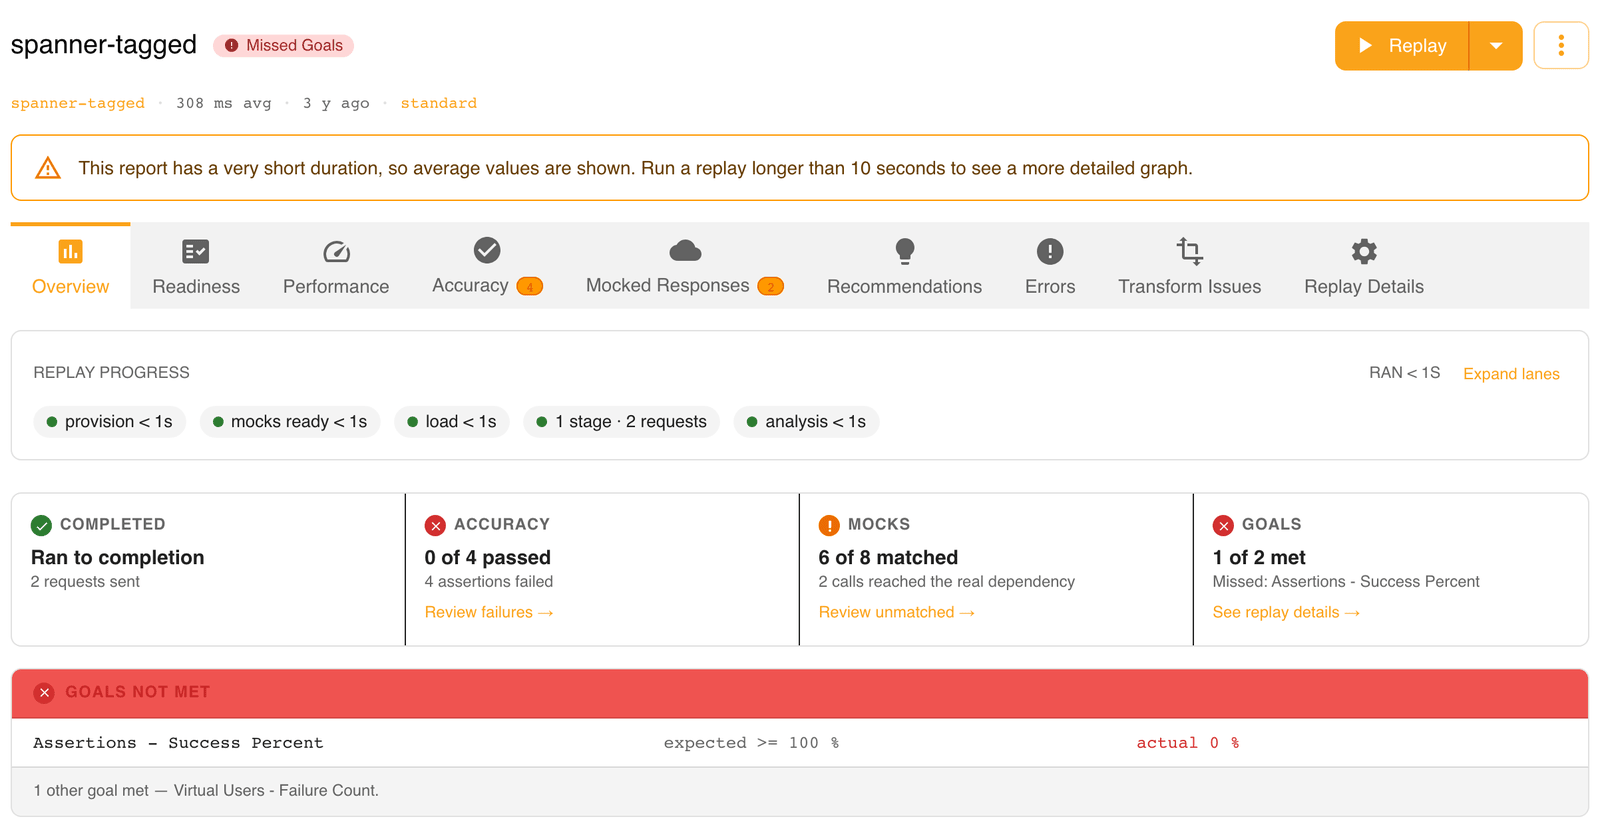 spanner-tagged
Missed Goals
Replay
spanner-tagged · 308 ms avg · 3 y ago · standard
This report has a very short duration, so average values are shown. Run a replay longer than 10 seconds to see a more detailed graph.
Overview
Readiness
Performance
Accuracy 4
Mocked Responses 2
Recommendations
Errors
Transform Issues
Replay Details
REPLAY PROGRESS
RAN < 1S
Expand lanes
provision < 1s
mocks ready < 1s
load < 1s
1 stage · 2 requests
analysis < 1s
COMPLETED
Ran to completion
2 requests sent
ACCURACY
0 of 4 passed
4 assertions failed
Review failures →
MOCKS
6 of 8 matched
2 calls reached the real dependency
Review unmatched →
GOALS
1 of 2 met
Missed: Assertions - Success Percent
See replay details →
GOALS NOT MET
Assertions - Success Percent
expected >= 100 %
actual 0 %
1 other goal met — Virtual Users - Failure Count.